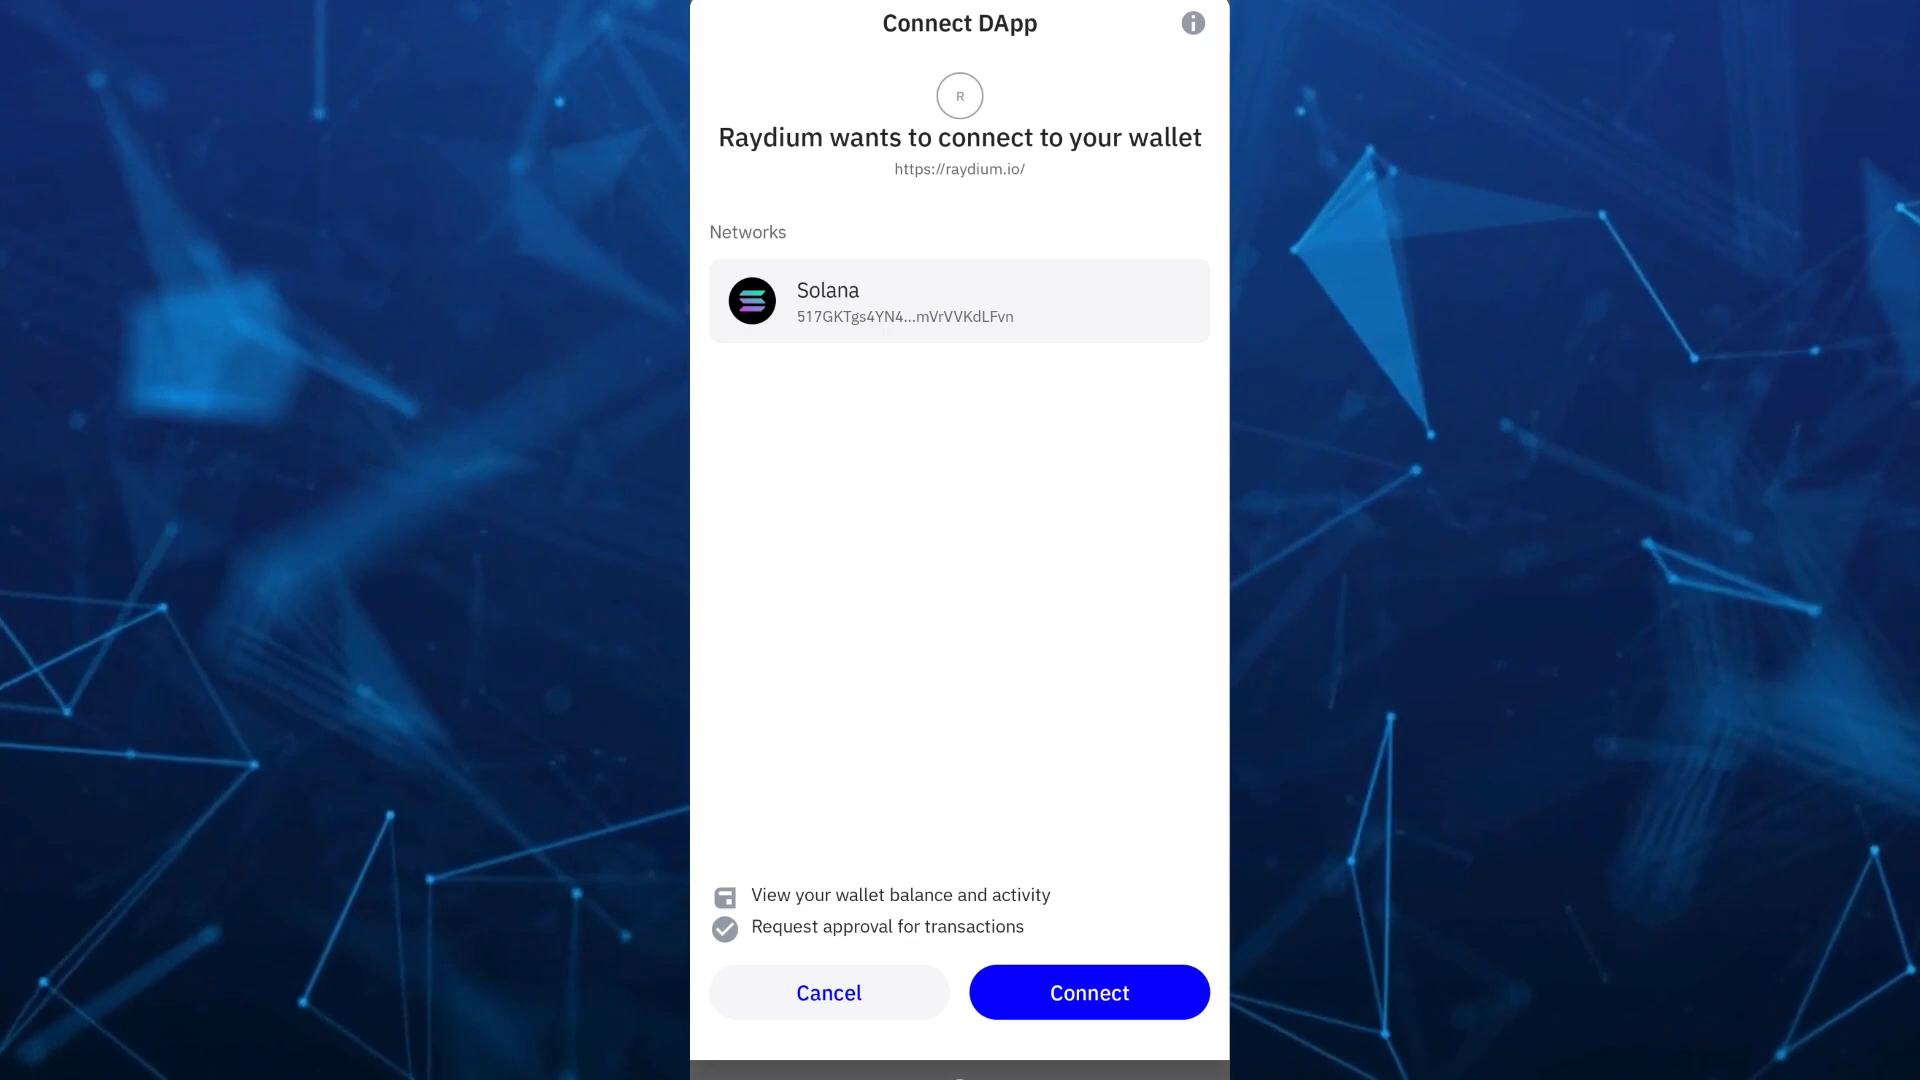 Connect DApp
R
Raydium wants to connect to your wallet
https://raydium.io/
Networks
Solana
517GKTgs4YN4...mVrVVKdLFvn
View your wallet balance and activity
Request approval for transactions
Cancel
Connect